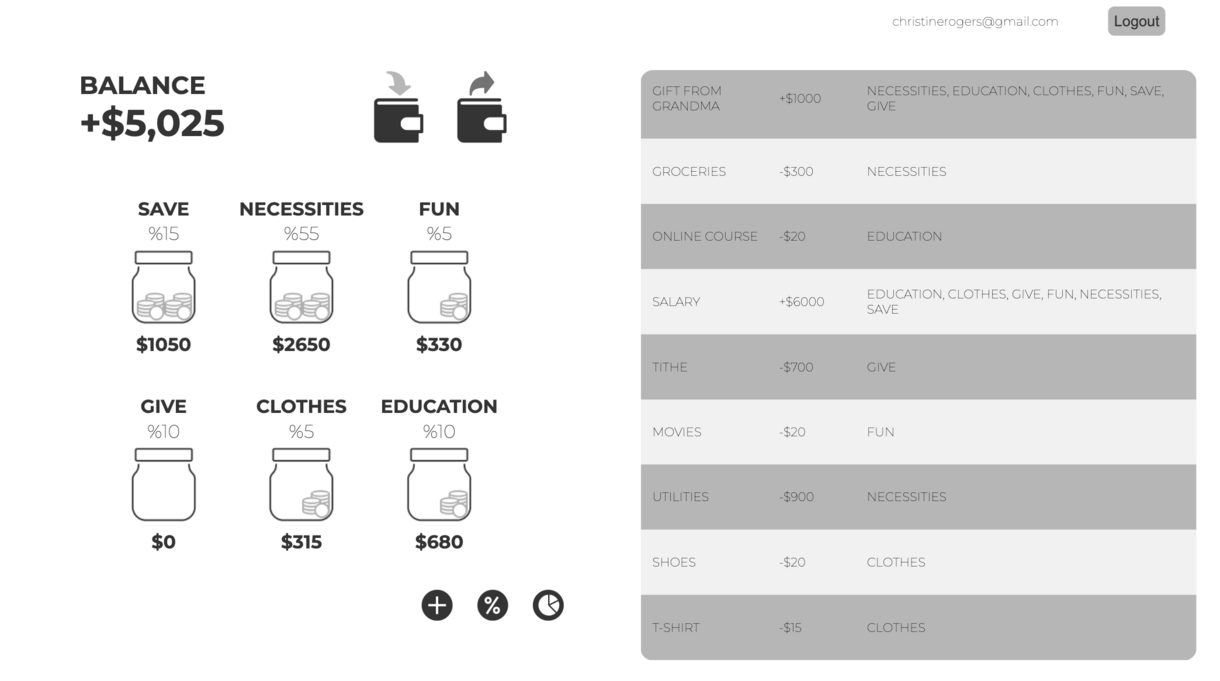 christinerogers@gmail.com
Logout
BALANCE
+$5,025
SAVE
%15
$1050
NECESSITIES
%55
$2650
FUN
%5
$330
GIVE
%10
$0
CLOTHES
%5
$315
EDUCATION
%10
$680
%
GIFT FROM
GRANDMA
+$1000
NECESSITIES, EDUCATION, CLOTHES, FUN, SAVE,
GIVE
GROCERIES
-$300
NECESSITIES
ONLINE COURSE
-$20
EDUCATION
SALARY
+$6000
EDUCATION, CLOTHES, GIVE, FUN, NECESSITIES,
SAVE
TITHE
-$700
GIVE
MOVIES
-$20
FUN
UTILITIES
-$900
NECESSITIES
SHOES
-$20
CLOTHES
T-SHIRT
-$15
CLOTHES